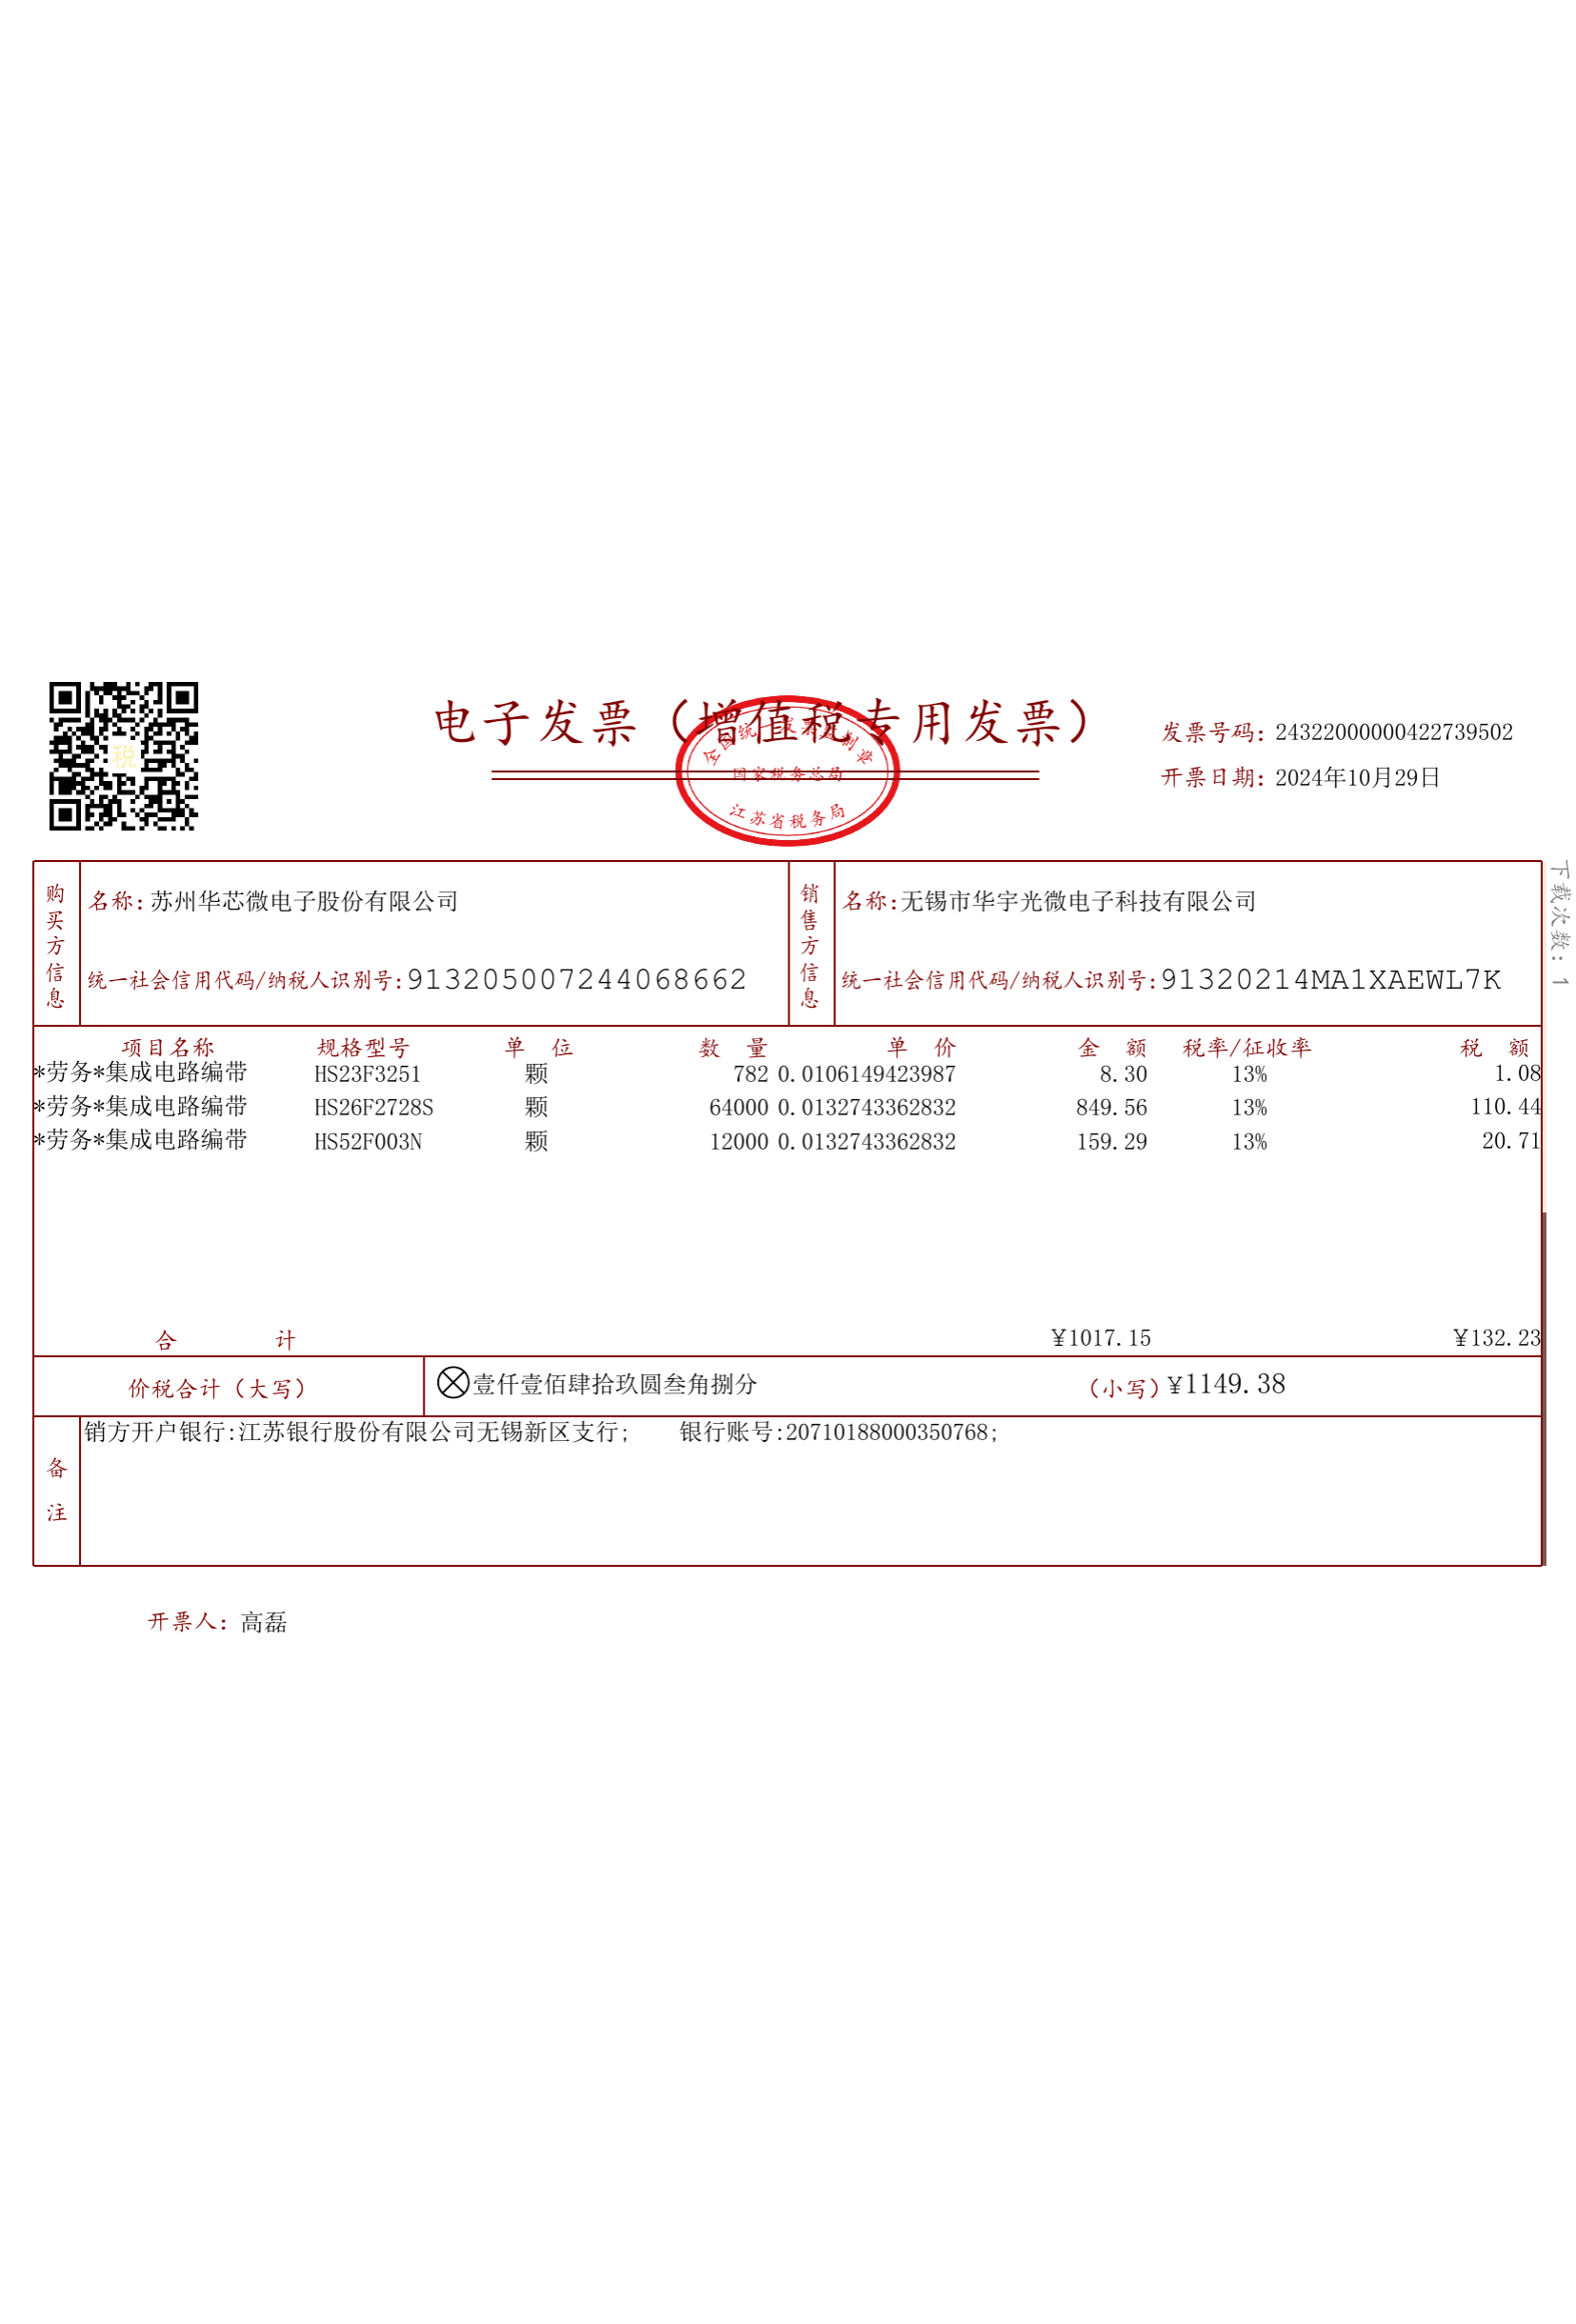 电子发票（增值税专用发票）
全国统一发票监制章
国家税务总局
江苏省税务局
税
发票号码: 24322000000422739502
开票日期: 2024年10月29日
下载次数: 1
购买方信息
名称: 苏州华芯微电子股份有限公司
统一社会信用代码/纳税人识别号: 913205007244068662
销售方信息
名称: 无锡市华宇光微电子科技有限公司
统一社会信用代码/纳税人识别号: 91320214MA1XAEWL7K
项目名称 规格型号 单 位 数 量 单 价 金 额 税率/征收率 税 额
*劳务*集成电路编带 HS23F3251 颗 782 0.0106149423987 8.30 13% 1.08
*劳务*集成电路编带 HS26F2728S 颗 64000 0.0132743362832 849.56 13% 110.44
*劳务*集成电路编带 HS52F003N 颗 12000 0.0132743362832 159.29 13% 20.71
合 计 ¥1017.15 ¥132.23
价税合计（大写） 壹仟壹佰肆拾玖圆叁角捌分 （小写）¥1149.38
备注
销方开户银行:江苏银行股份有限公司无锡新区支行; 银行账号:20710188000350768;
开票人: 高磊